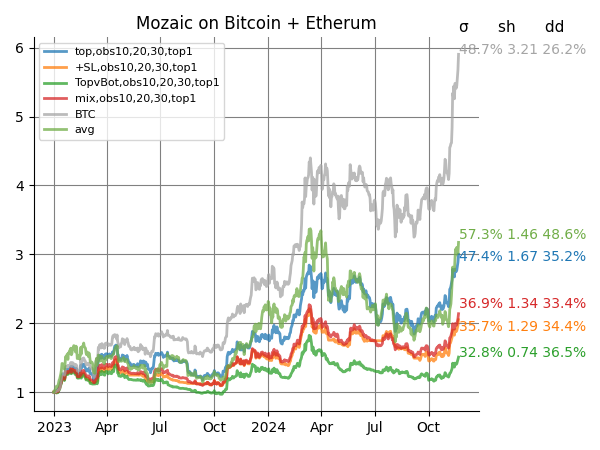 Mozaic on Bitcoin + Etherum
σ sh dd
6
48.7% 3.21 26.2%
top,obs10,20,30,top1
+SL,obs10,20,30,top1
TopvBot,obs10,20,30,top1
mix,obs10,20,30,top1
BTC
avg
5
4
3
57.3% 1.46 48.6%
47.4% 1.67 35.2%
2
36.9% 1.34 33.4%
35.7% 1.29 34.4%
32.8% 0.74 36.5%
1
2023 Apr Jul Oct 2024 Apr Jul Oct